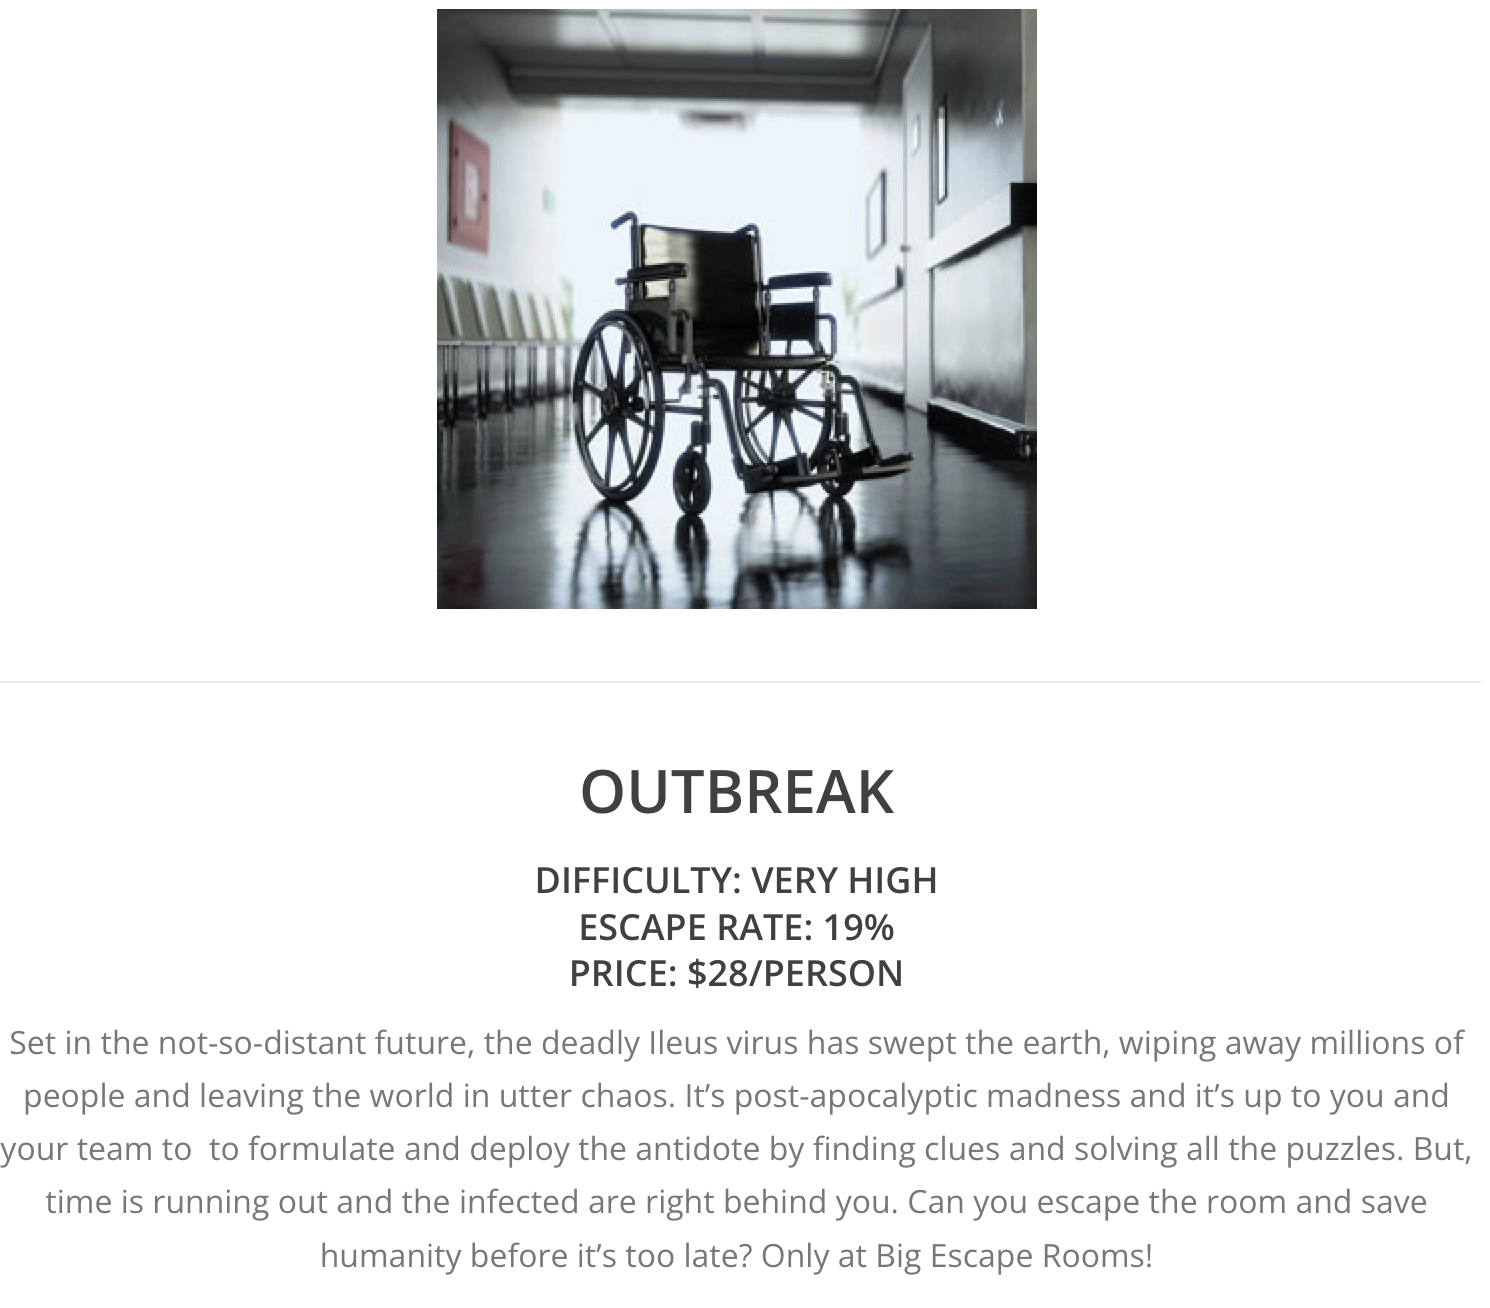 OUTBREAK
DIFFICULTY: VERY HIGH
ESCAPE RATE: 19%
PRICE: $28/PERSON
Set in the not-so-distant future, the deadly Ileus virus has swept the earth, wiping away millions of
people and leaving the world in utter chaos. It’s post-apocalyptic madness and it’s up to you and
your team to  to formulate and deploy the antidote by finding clues and solving all the puzzles. But,
time is running out and the infected are right behind you. Can you escape the room and save
humanity before it’s too late? Only at Big Escape Rooms!